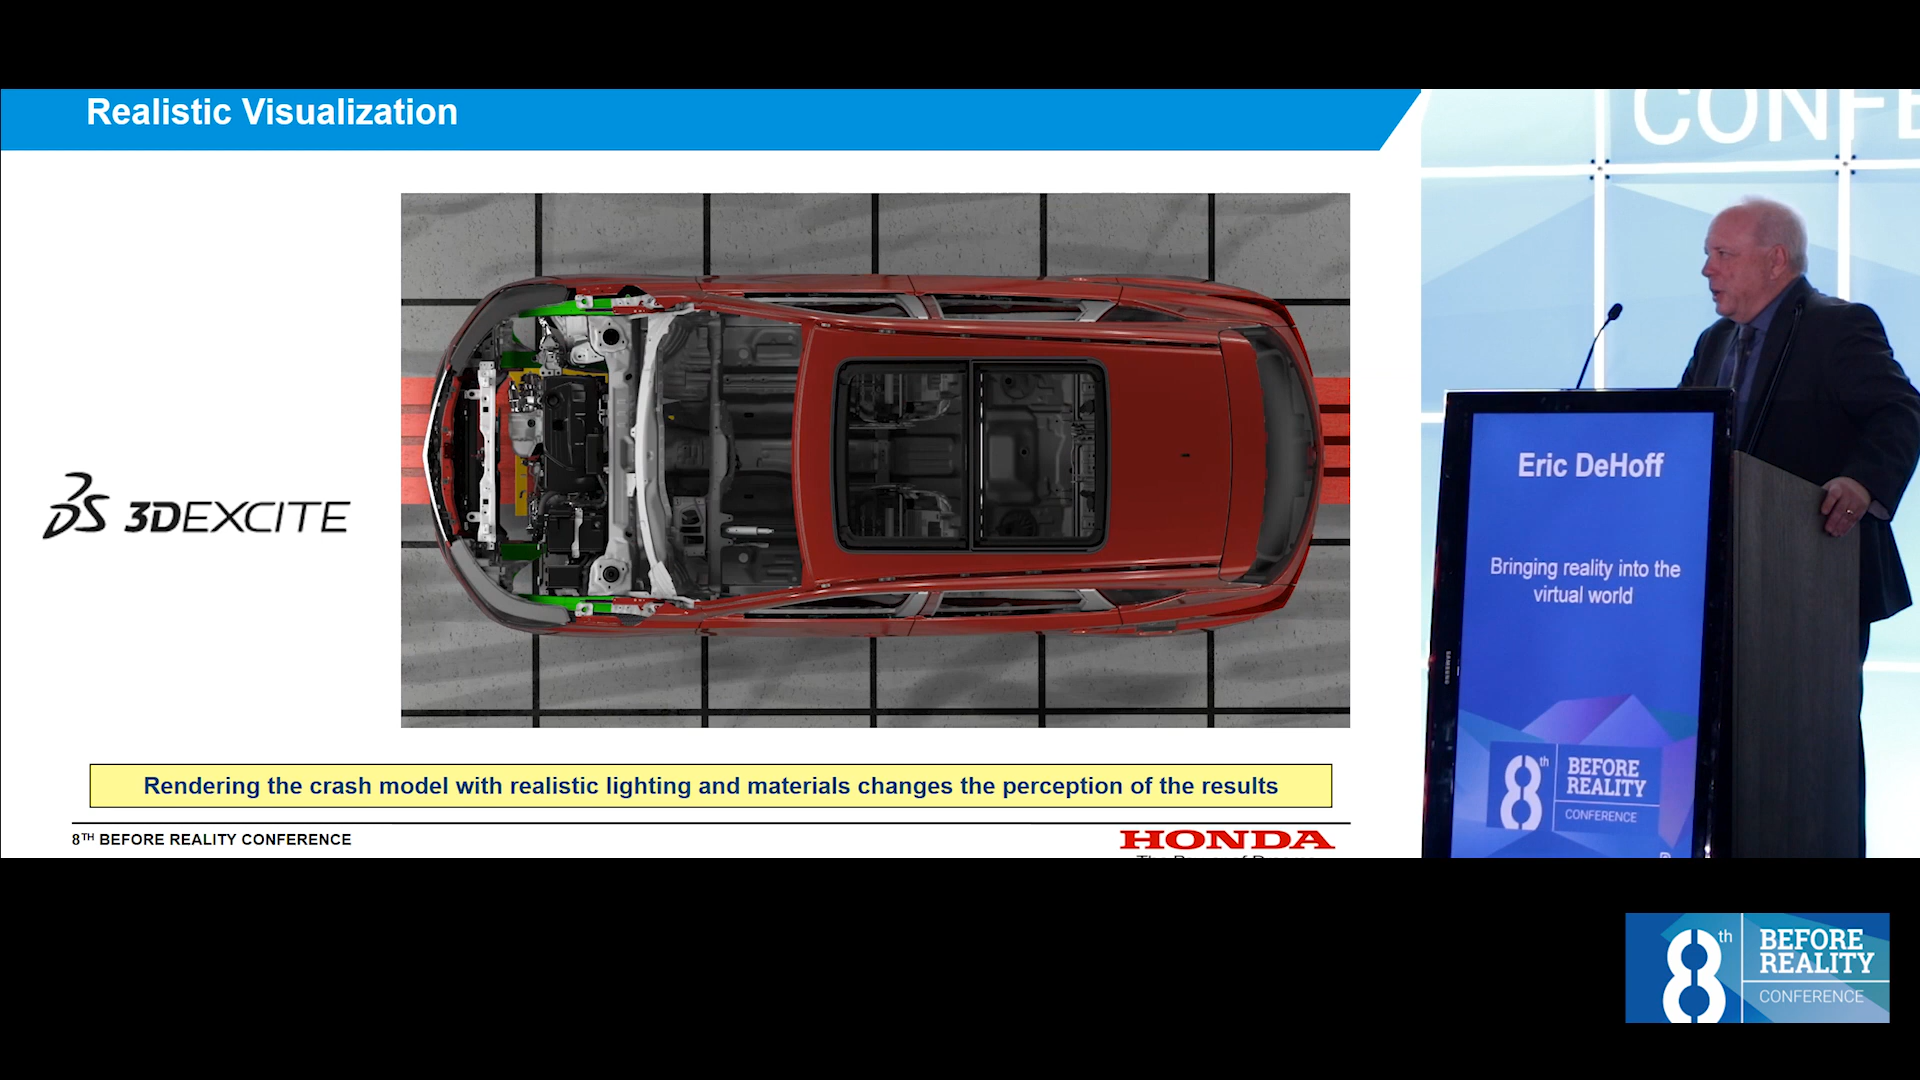 Realistic Visualization
3DEXCITE
Rendering the crash model with realistic lighting and materials changes the perception of the results
8TH BEFORE REALITY CONFERENCE
HONDA
CONFE
Eric DeHoff
Bringing reality into the
virtual world
SAMSUNG
8th BEFORE
REALITY
CONFERENCE
8th BEFORE
REALITY
CONFERENCE